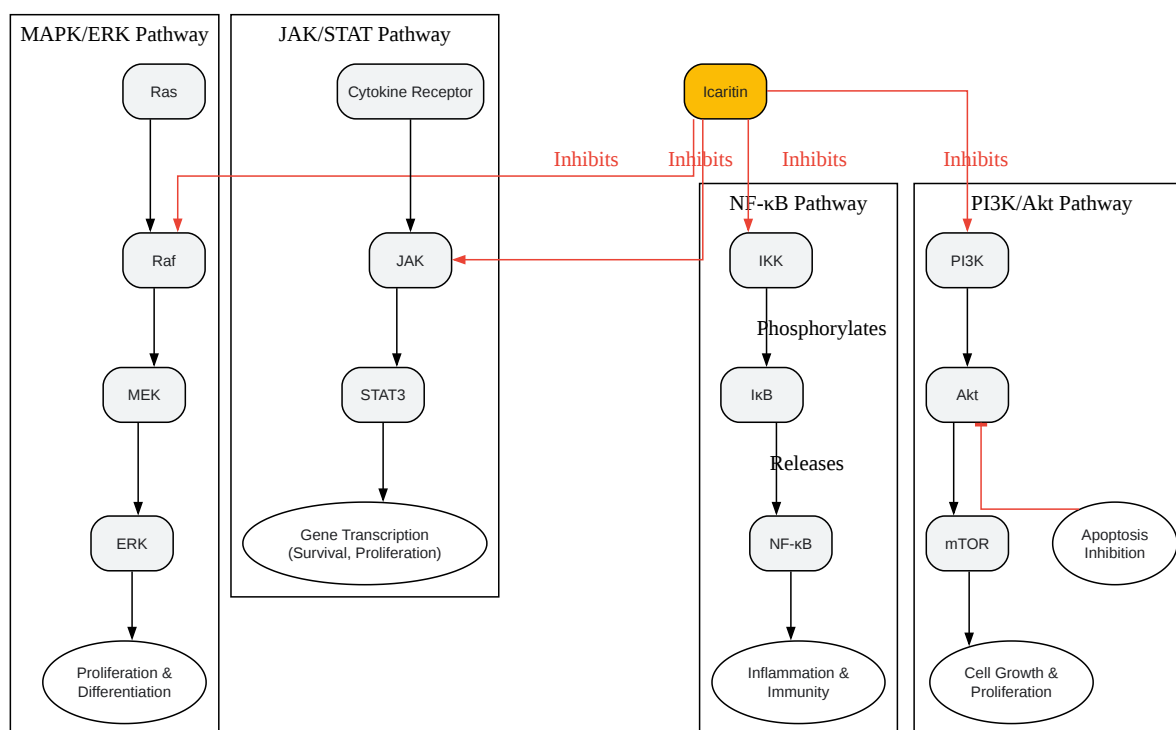 MAPK/ERK Pathway
JAK/STAT Pathway
Ras
Cytokine Receptor
Icaritin
Inhibits
Inhibits
Inhibits
Inhibits
NF-κB Pathway
PI3K/Akt Pathway
Raf
JAK
IKK
PI3K
Phosphorylates
MEK
STAT3
IκB
Akt
Releases
ERK
Gene Transcription
(Survival, Proliferation)
NF-κB
mTOR
Apoptosis
Inhibition
Proliferation &
Differentiation
Inflammation &
Immunity
Cell Growth &
Proliferation